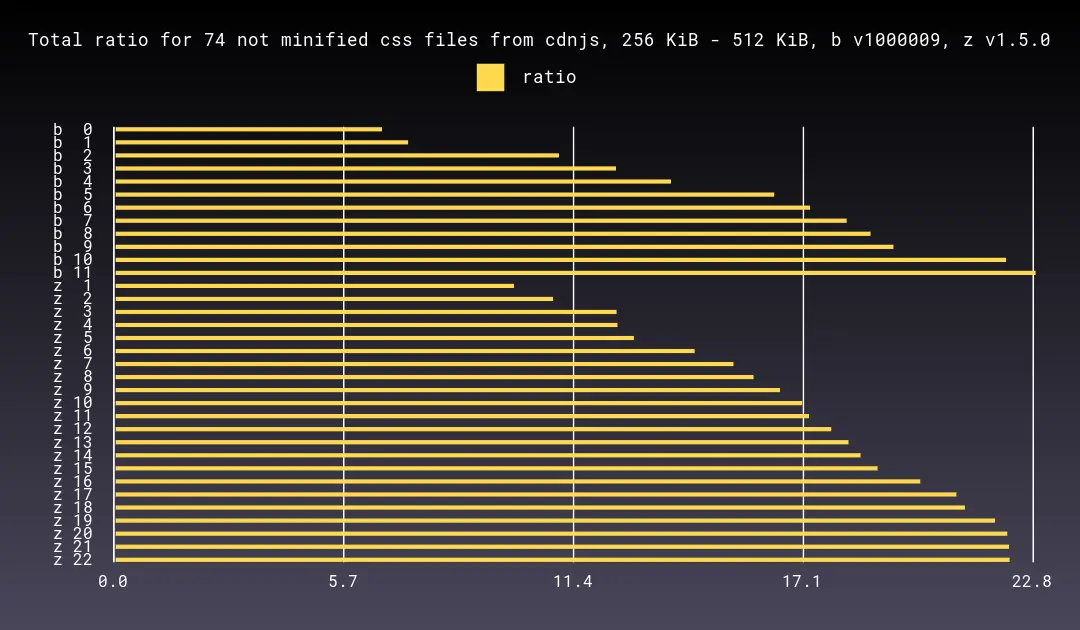 Total ratio for 74 not minified css files from cdnjs, 256 KiB - 512 KiB, b v1000009, z v1.5.0
ratio
b 0
b 1
b 2
b 3
b 4
b 5
b 6
b 7
b 8
b 9
b 10
b 11
z 1
z 2
z 3
z 4
z 5
z 6
z 7
z 8
z 9
z 10
z 11
z 12
z 13
z 14
z 15
z 16
z 17
z 18
z 19
z 20
z 21
z 22
0.0 5.7 11.4 17.1 22.8